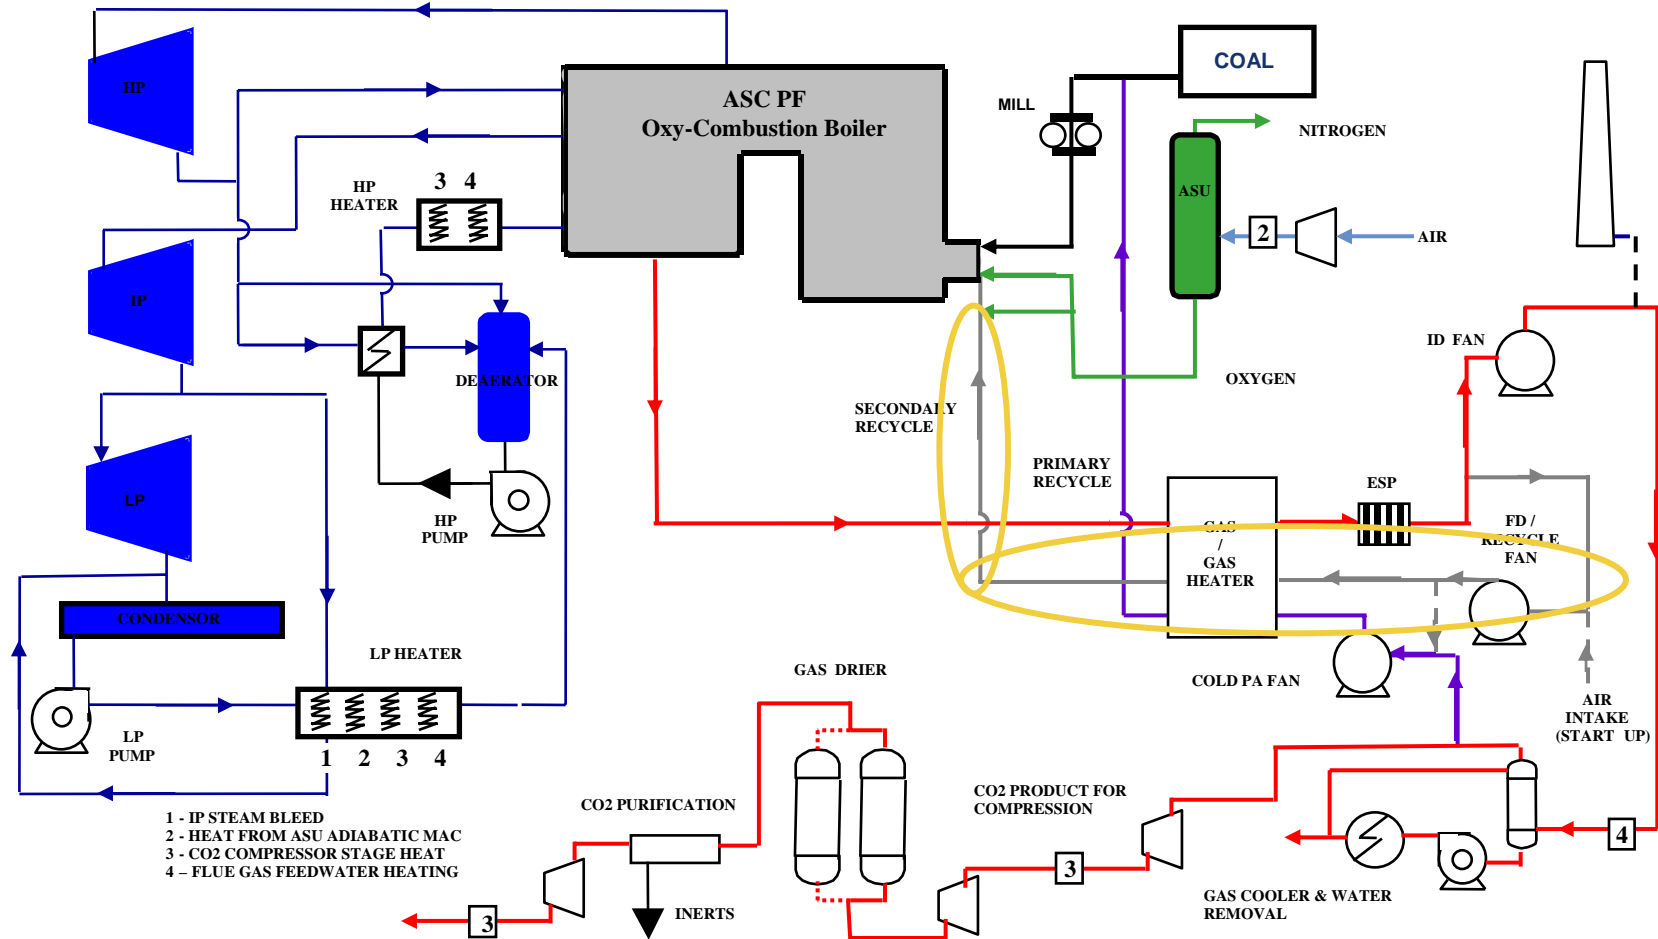 COAL
HP
ASC PF
Oxy-Combustion Boiler
MILL
NITROGEN
ASU
HP
HEATER
3 4
2
AIR
IP
ID FAN
DEAERATOR
OXYGEN
SECONDARY
RECYCLE
PRIMARY
RECYCLE
ESP
LP
HP
PUMP
GAS
/
GAS
HEATER
FD /
RECYCLE
FAN
CONDENSOR
LP HEATER
GAS DRIER
COLD PA FAN
AIR
INTAKE
(START UP)
LP
PUMP
1 2 3 4
CO2 PURIFICATION
CO2 PRODUCT FOR
COMPRESSION
4
1 - IP STEAM BLEED
2 - HEAT FROM ASU ADIABATIC MAC
3 - CO2 COMPRESSOR STAGE HEAT
4 – FLUE GAS FEEDWATER HEATING
3
GAS COOLER & WATER
REMOVAL
INERTS
3